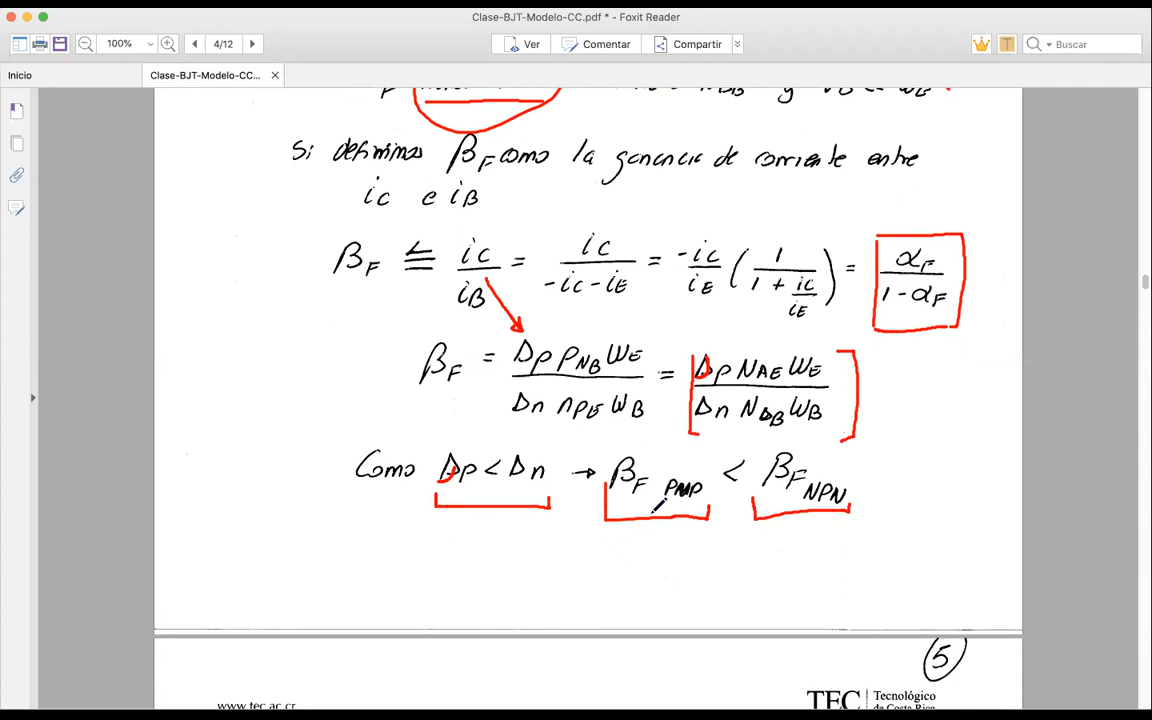 Clase-BJT-Modelo-CC.pdf * - Foxit Reader
100% 4/12 Ver Comentar Compartir Buscar
Inicio Clase-BJT-Modelo-CC... ×
y
Si definimos βF como la ganancia de corriente entre
ic e iB
βF ≜ ic/iB = ic/(-ic-iE) = -ic/iE (1/(1 + ic/iE)) = αF/(1-αF)
βF = Dp PNB WE/(Dn nPE WB) = Dp NAE WE/(Dn NDB WB)
Como Dp < Dn → βF PNP < βF NPN
5
www.tec.ac.cr TEC Tecnológico
de Costa Rica